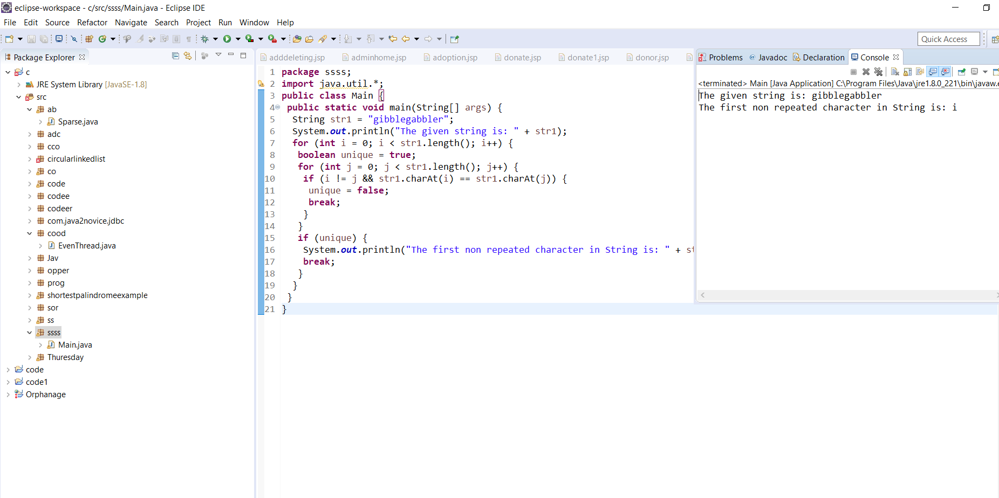 eclipse-workspace - c/src/ssss/Main.java - Eclipse IDE
File Edit Source Refactor Navigate Search Project Run Window Help
Quick Access
Package Explorer
c
JRE System Library [JavaSE-1.8]
src
ab
Sparse.java
adc
cco
circularlinkedlist
co
code
codee
codeer
com.java2novice.jdbc
cood
EvenThread.java
Jav
opper
prog
shortestpalindromeexample
sor
ss
ssss
Main.java
Thuresday
code
code1
Orphanage
adddeleting.jsp adminhome.jsp adoption.jsp donate.jsp donate1.jsp donor.jsp
1 package ssss;
2 import java.util.*;
3 public class Main {
4 public static void main(String[] args) {
5 String str1 = "gibblegabbler";
6 System.out.println("The given string is: " + str1);
7 for (int i = 0; i < str1.length(); i++) {
8 boolean unique = true;
9 for (int j = 0; j < str1.length(); j++) {
10 if (i != j && str1.charAt(i) == str1.charAt(j)) {
11 unique = false;
12 break;
13 }
14 }
15 if (unique) {
16 System.out.println("The first non repeated character in String is: " + st
17 break;
18 }
19 }
20 }
21 }
Problems @ Javadoc Declaration Console
<terminated> Main [Java Application] C:\Program Files\Java\jre1.8.0_221\bin\javaw.e
The given string is: gibblegabbler
The first non repeated character in String is: i